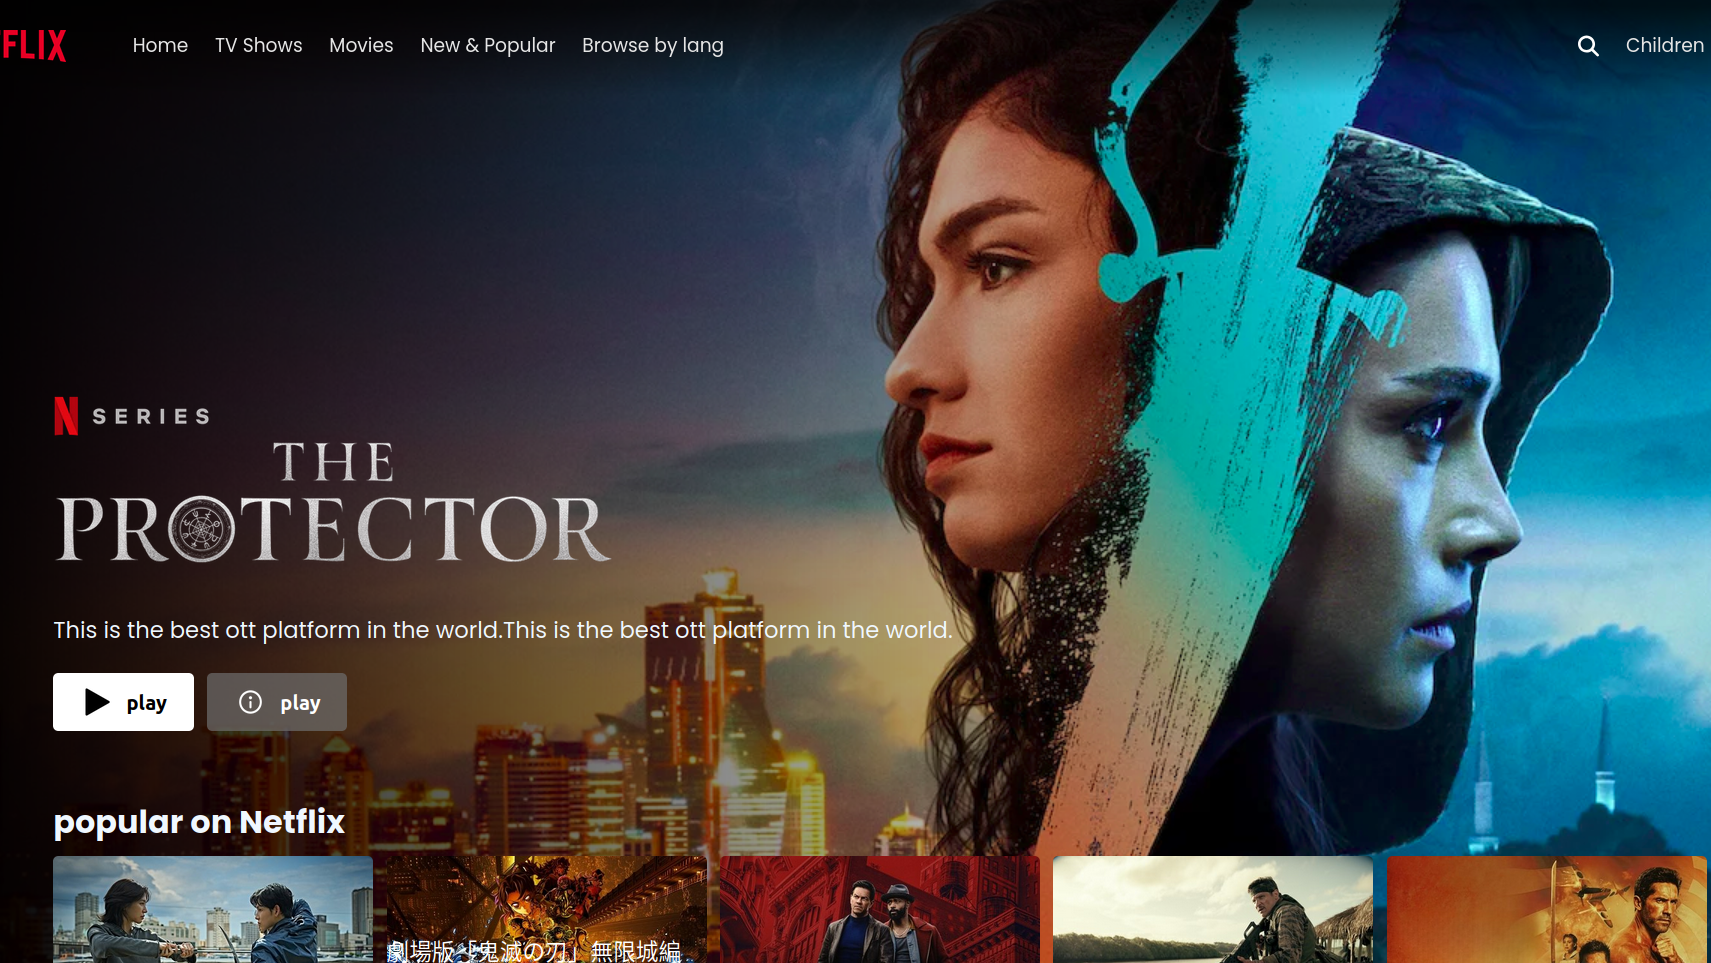 FLIX
Home TV Shows Movies New & Popular Browse by lang Children
N SERIES
THE
PROTECTOR
This is the best ott platform in the world.This is the best ott platform in the world.
play play
popular on Netflix
劇場版「鬼滅の刃」無限城編...